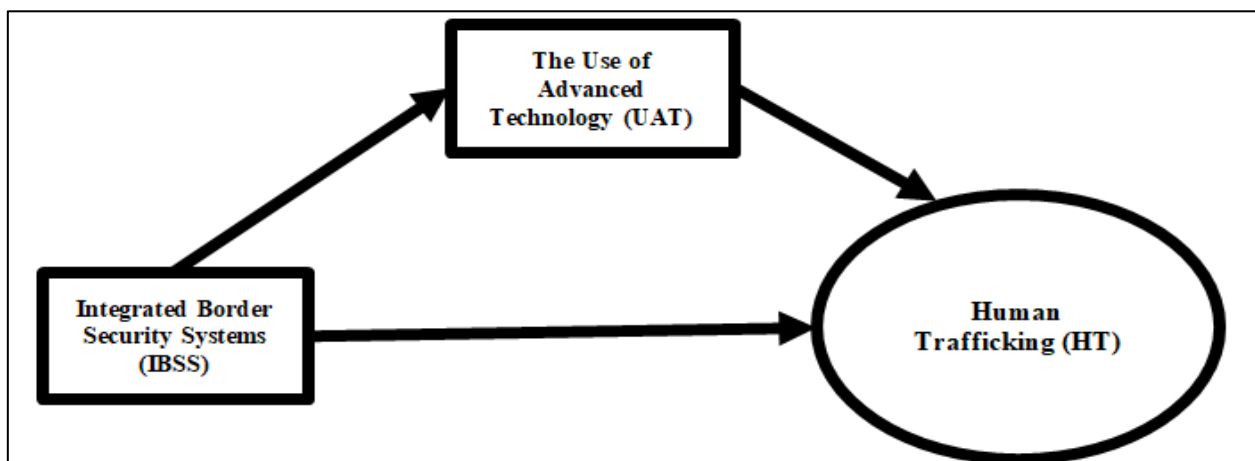 The Use of
Advanced
Technology (UAT)
Integrated Border
Security Systems
(IBSS)
Human
Trafficking (HT)